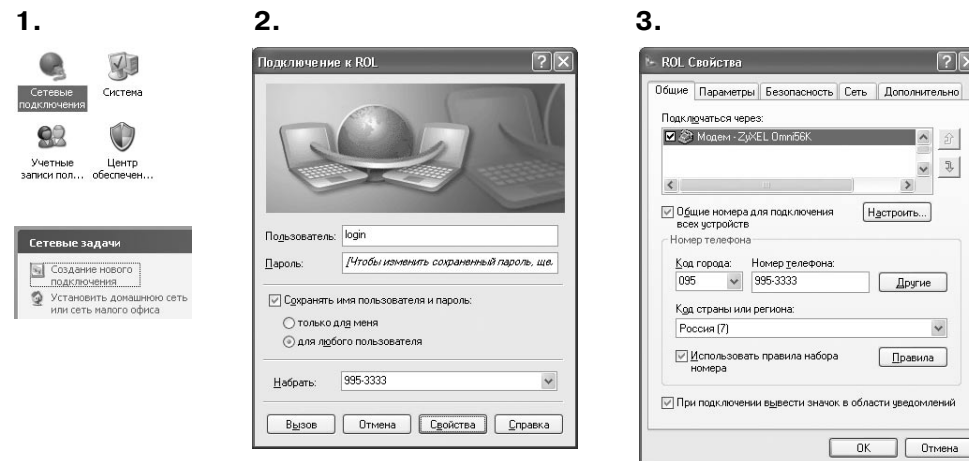 1.
Сетевые
подключения
Система
Учетные
записи пол...
Центр
обеспечен...
Сетевые задачи
Создание нового
подключения
Установить домашнюю сеть
или сеть малого офиса
2.
Подключение к ROL
Пользователь: login
Пароль: [Чтобы изменить сохраненный пароль, ще.
Сохранять имя пользователя и пароль:
только для меня
для любого пользователя
Набрать: 995-3333
Вызов Отмена Свойства Справка
3.
ROL Свойства
Общие Параметры Безопасность Сеть Дополнительно
Подключаться через:
Модем - ZyXEL Omni56K
Общие номера для подключения
всех устройств
Настроить...
Номер телефона
Код города: Номер телефона:
095 995-3333 Другие
Код страны или региона:
Россия (7)
Использовать правила набора
номера
Правила
При подключении вывести значок в области уведомлений
OK Отмена